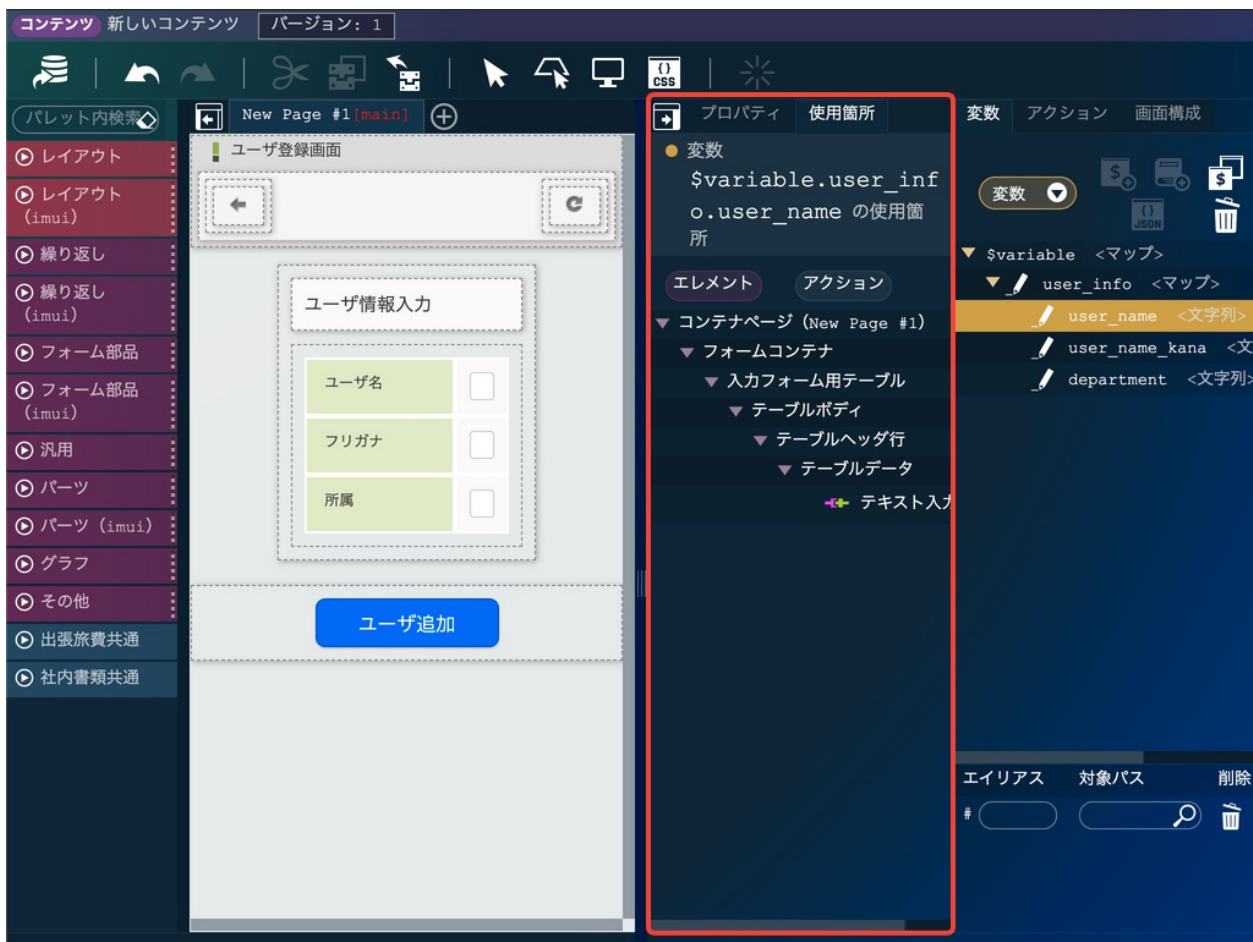 コンテンツ 新しいコンテンツ バージョン: 1
{} CSS
パレット内検索
レイアウト
レイアウト
(imui)
繰り返し
繰り返し
(imui)
フォーム部品
フォーム部品
(imui)
汎用
パーツ
パーツ (imui)
グラフ
その他
出張旅費共通
社内書類共通
New Page #1[main]
ユーザ登録画面
ユーザ情報入力
ユーザ名
フリガナ
所属
ユーザ追加
プロパティ 使用箇所
変数
$variable.user_inf
o.user_name の使用箇
所
エレメント アクション
コンテナページ (New Page #1)
フォームコンテナ
入力フォーム用テーブル
テーブルボディ
テーブルヘッダ行
テーブルデータ
テキスト入力
変数 アクション 画面構成
変数
$ $
{} JSON
$variable <マップ>
user_info <マップ>
user_name <文字列>
user_name_kana <文
department <文字列>
エイリアス 対象パス 削除
#